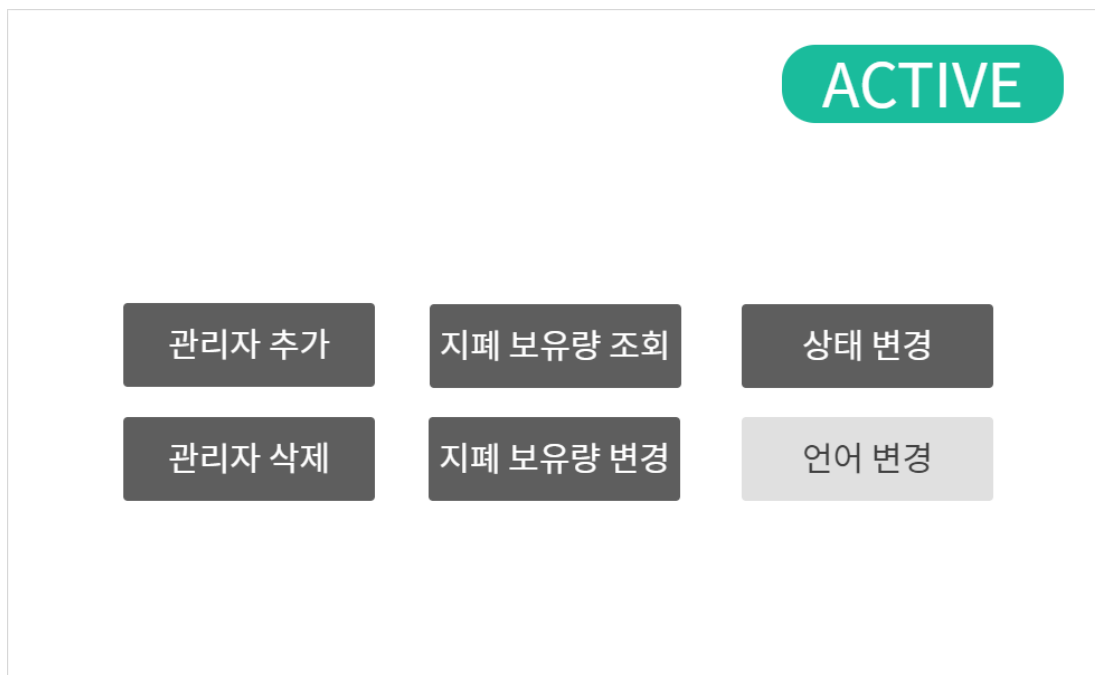 ACTIVE
관리자 추가
지폐 보유량 조회
상태 변경
관리자 삭제
지폐 보유량 변경
언어 변경